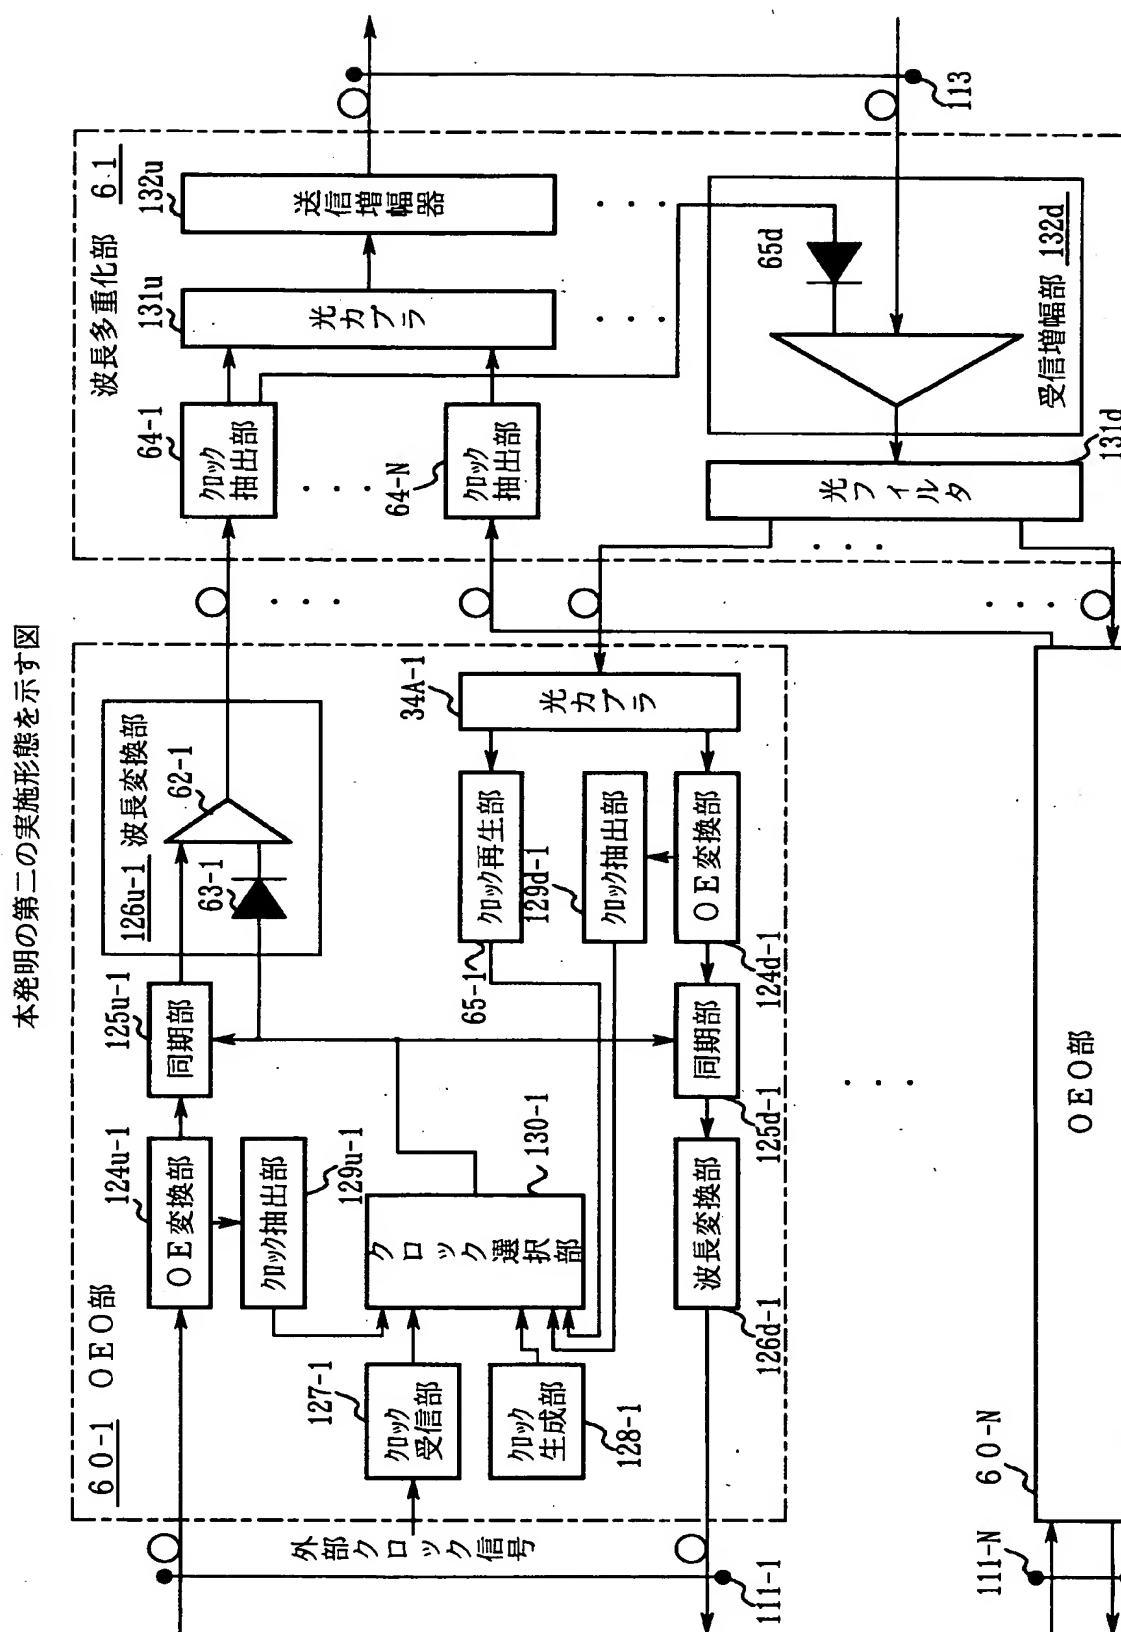 本発明の第二の実施形態を示す図
60-1 OEO部
124u-1
OE変換部
125u-1
同期部
126u-1 波長変換部
62-1
63-1
クロック抽出部
129u-1
クロック選択部
130-1
127-1
クロック
受信部
クロック
生成部
128-1
外部クロック信号
34A-1
光カプラ
クロック再生部
65-1
129d-1
クロック抽出部
OE変換部
124d-1
同期部
125d-1
波長変換部
126d-1
111-1
波長多重化部 61
64-1
クロック
抽出部
64-N
クロック
抽出部
131u
光カプラ
132u
送信増幅器
113
65d
受信増幅部 132d
光フィルタ
131d
60-N
OEO部
111-N